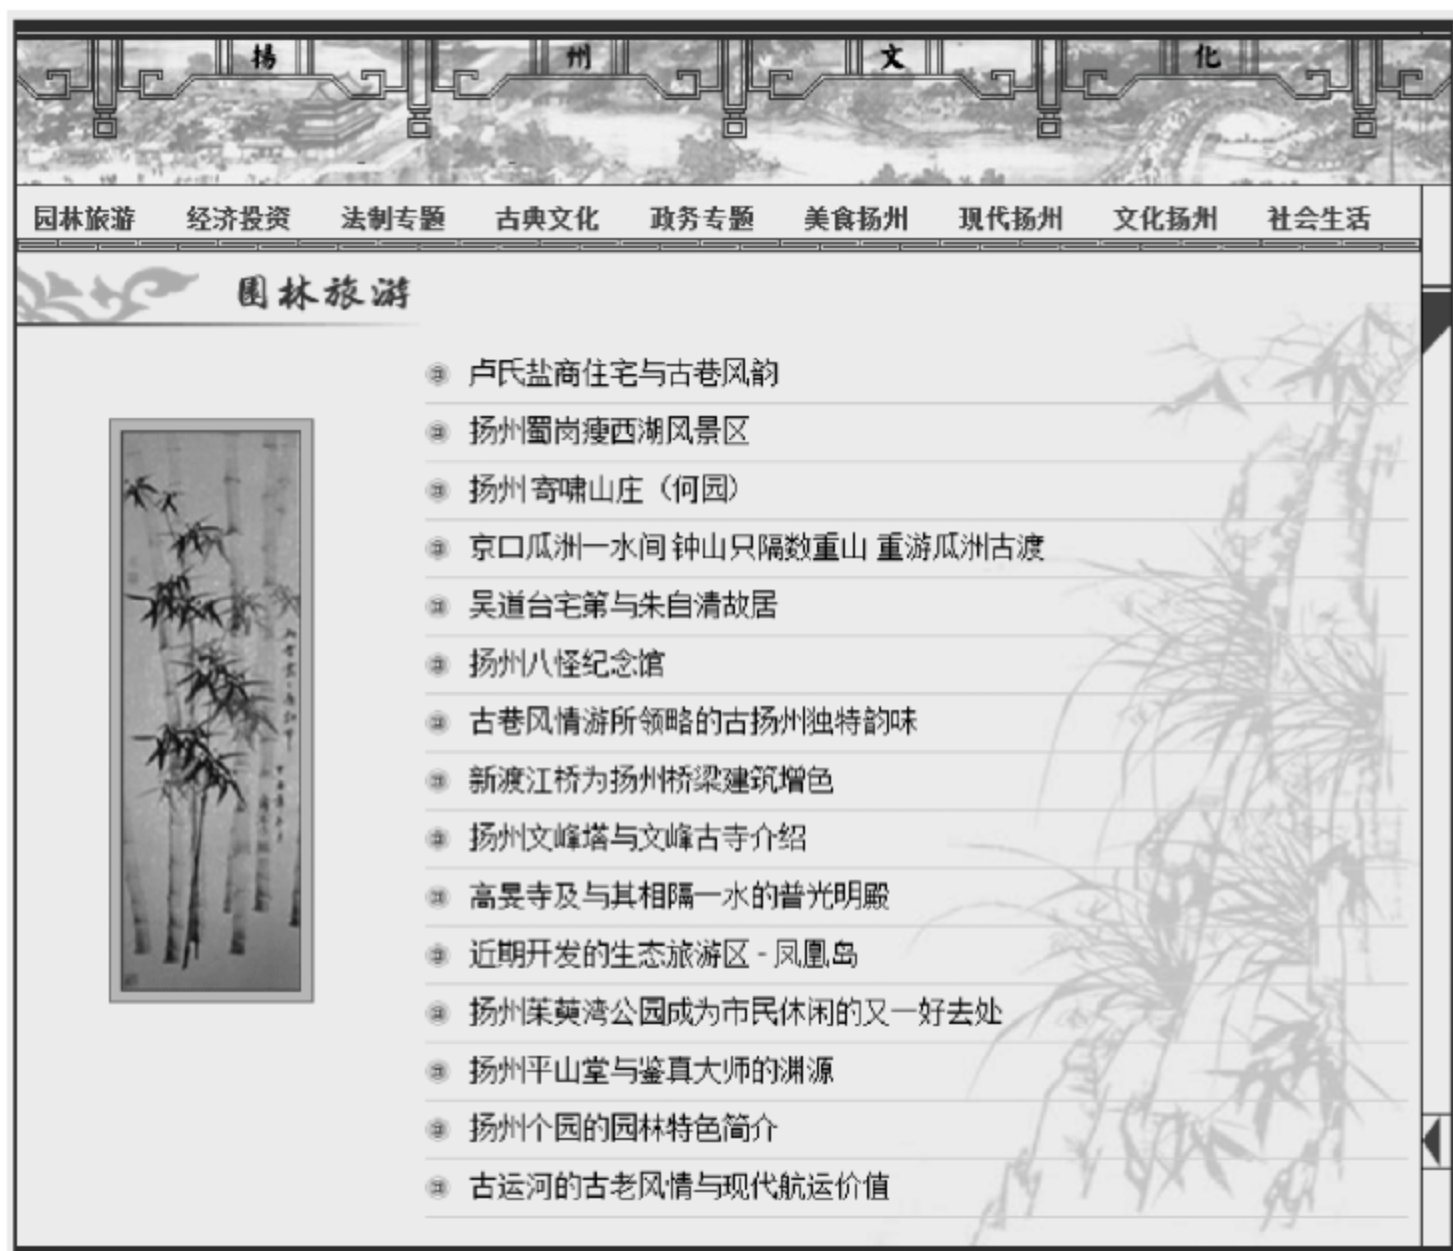 揚 州 文 化
园林旅游 经济投资 法制专题 古典文化 政务专题 美食扬州 现代扬州 文化扬州 社会生活
園林旅游
卢氏盐商住宅与古巷风韵
扬州蜀岗瘦西湖风景区
扬州寄啸山庄（何园）
京口瓜洲一水间 钟山只隔数重山 重游瓜洲古渡
吴道台宅第与朱自清故居
扬州八怪纪念馆
古巷风情游所领略的古扬州独特韵味
新渡江桥为扬州桥梁建筑增色
扬州文峰塔与文峰古寺介绍
高旻寺及与其相隔一水的普光明殿
近期开发的生态旅游区 - 凤凰岛
扬州茱萸湾公园成为市民休闲的又一好去处
扬州平山堂与鉴真大师的渊源
扬州个园的园林特色简介
古运河的古老风情与现代航运价值